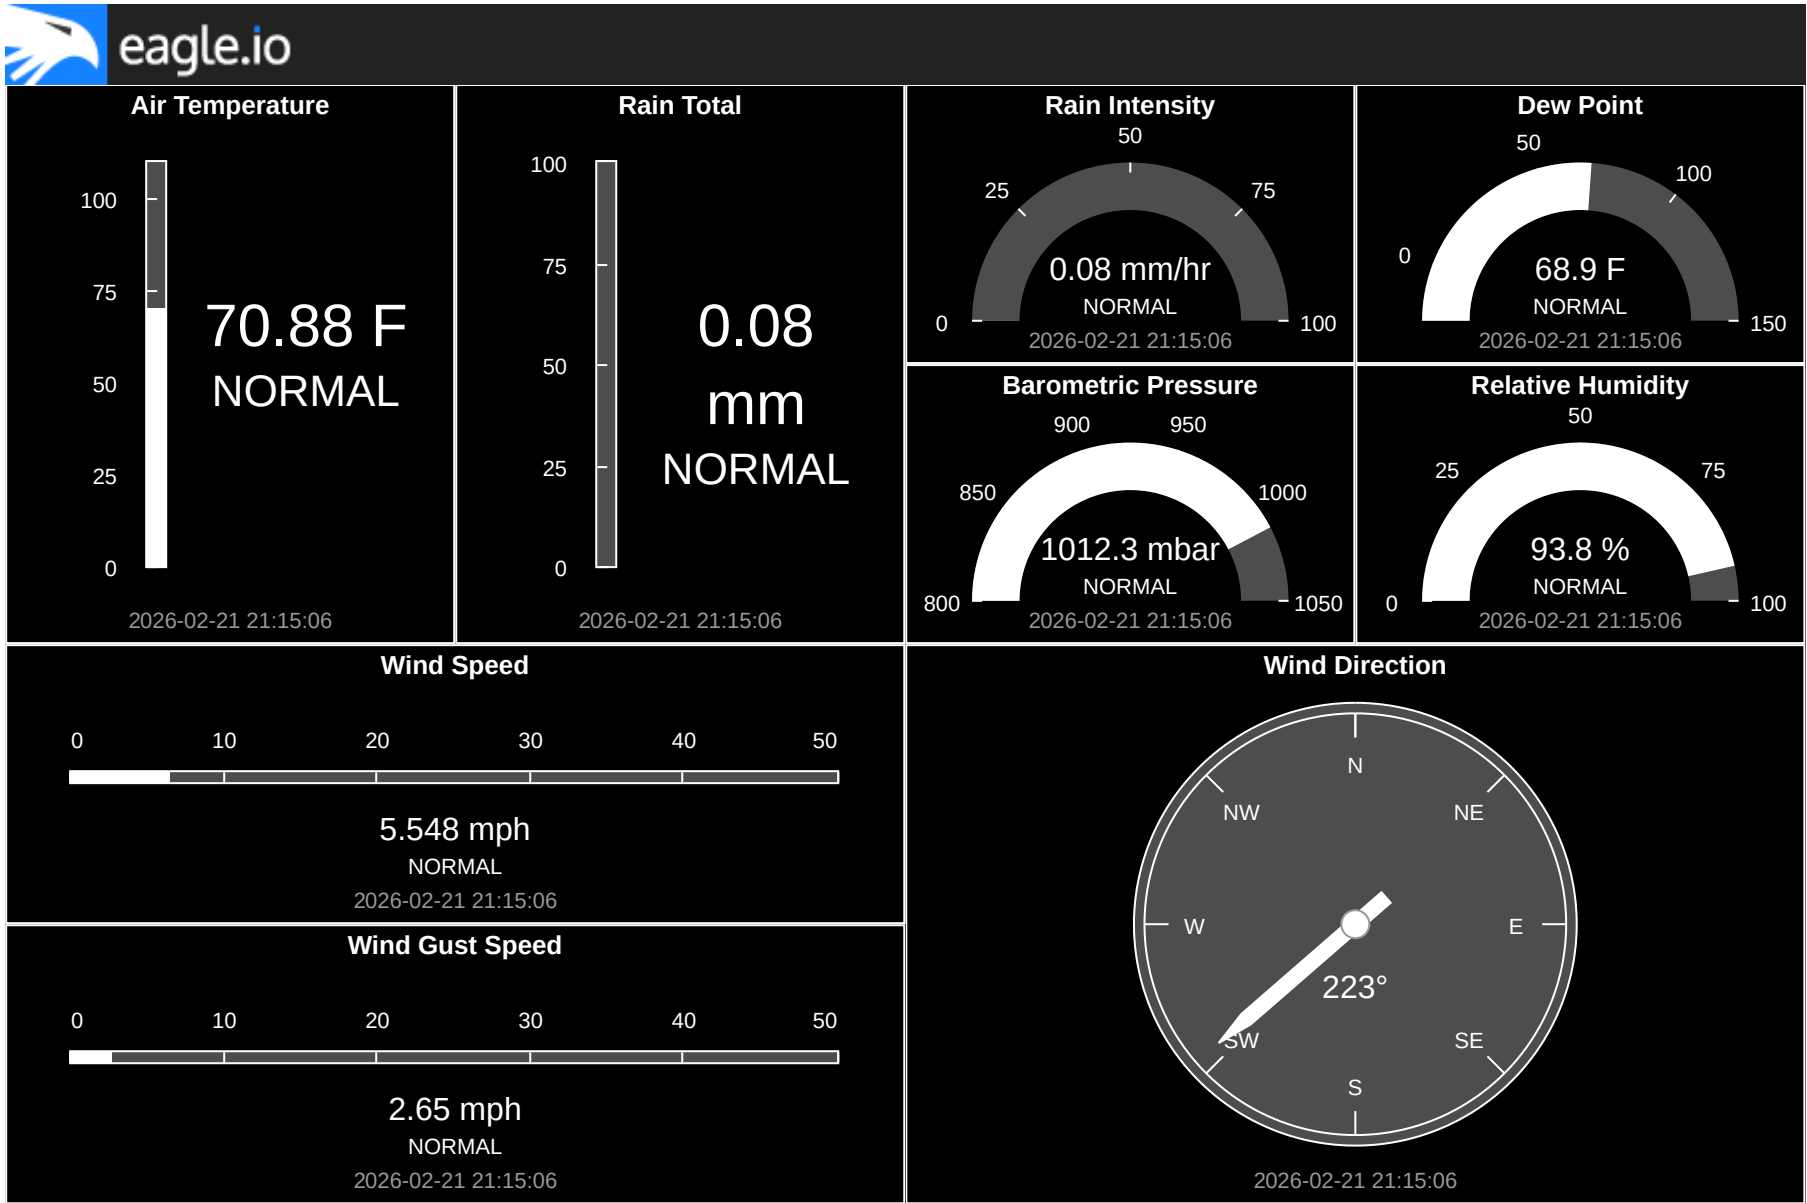 eagle.io
Air Temperature
100
75
50
25
0
70.88 F
NORMAL
2026-02-21 21:15:06
Rain Total
100
75
50
25
0
0.08
mm
NORMAL
2026-02-21 21:15:06
Rain Intensity
0
25
50
75
100
0.08 mm/hr
NORMAL
2026-02-21 21:15:06
Dew Point
0
50
100
150
68.9 F
NORMAL
2026-02-21 21:15:06
Barometric Pressure
800
850
900
950
1000
1050
1012.3 mbar
NORMAL
2026-02-21 21:15:06
Relative Humidity
0
25
50
75
100
93.8 %
NORMAL
2026-02-21 21:15:06
Wind Speed
0 10 20 30 40 50
5.548 mph
NORMAL
2026-02-21 21:15:06
Wind Gust Speed
0 10 20 30 40 50
2.65 mph
NORMAL
2026-02-21 21:15:06
Wind Direction
N
NW NE
W E
223°
SW SE
S
2026-02-21 21:15:06